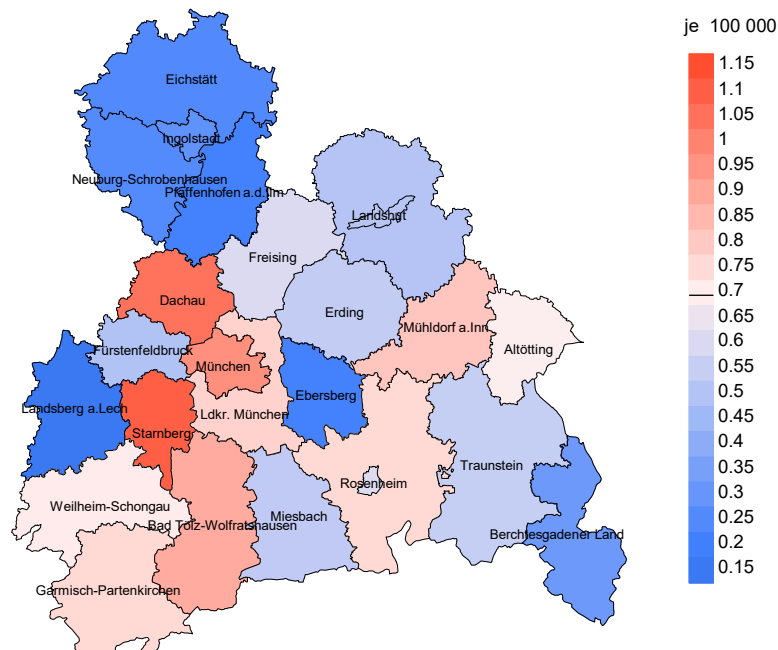 je 100 000
1.15
1.1
1.05
1
0.95
0.9
0.85
0.8
0.75
0.7
0.65
0.6
0.55
0.5
0.45
0.4
0.35
0.3
0.25
0.2
0.15
Eichstätt
Ingolstadt
Neuburg-Schrobenhausen
Pfaffenhofen a.d.Ilm
Landshut
Freising
Dachau
Erding
Mühldorf a.Inn
Altötting
Fürstenfeldbruck
München
Ebersberg
Landsberg a.Lech
Ldkr. München
Starnberg
Traunstein
Rosenheim
Weilheim-Schongau
Miesbach
Bad Tölz-Wolfratshausen
Berchtesgadener Land
Garmisch-Partenkirchen